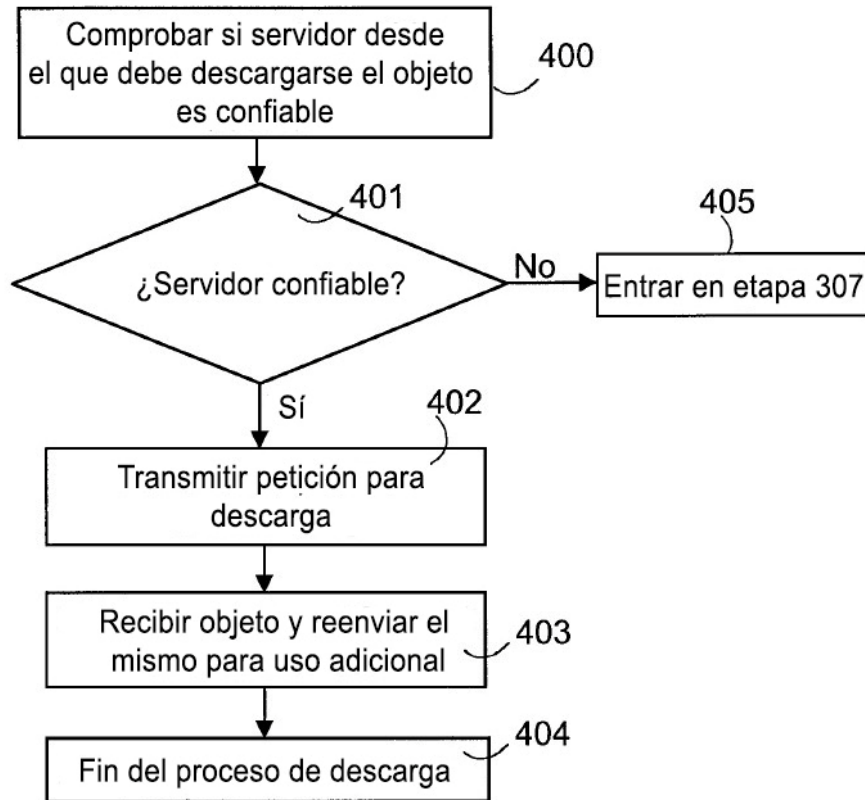 Comprobar si servidor desde
el que debe descargarse el objeto
es confiable
400
401
¿Servidor confiable?
No
405
Entrar en etapa 307
Sí
402
Transmitir petición para
descarga
Recibir objeto y reenviar el
mismo para uso adicional
403
404
Fin del proceso de descarga